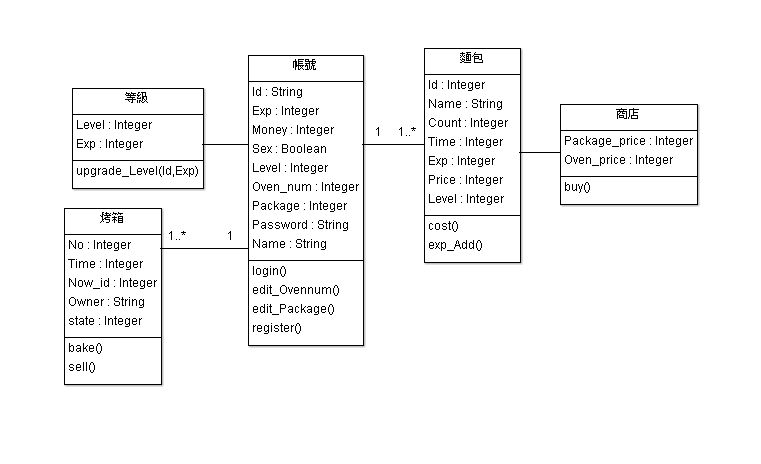 等級
Level : Integer
Exp : Integer
upgrade_Level(Id,Exp)
烤箱
No : Integer
Time : Integer
Now_id : Integer
Owner : String
state : Integer
bake()
sell()
1..*
1
帳號
Id : String
Exp : Integer
Money : Integer
Sex : Boolean
Level : Integer
Oven_num : Integer
Package : Integer
Password : String
Name : String
login()
edit_Ovennum()
edit_Package()
register()
1
1..*
麵包
Id : Integer
Name : String
Count : Integer
Time : Integer
Exp : Integer
Price : Integer
Level : Integer
cost()
exp_Add()
商店
Package_price : Integer
Oven_price : Integer
buy()